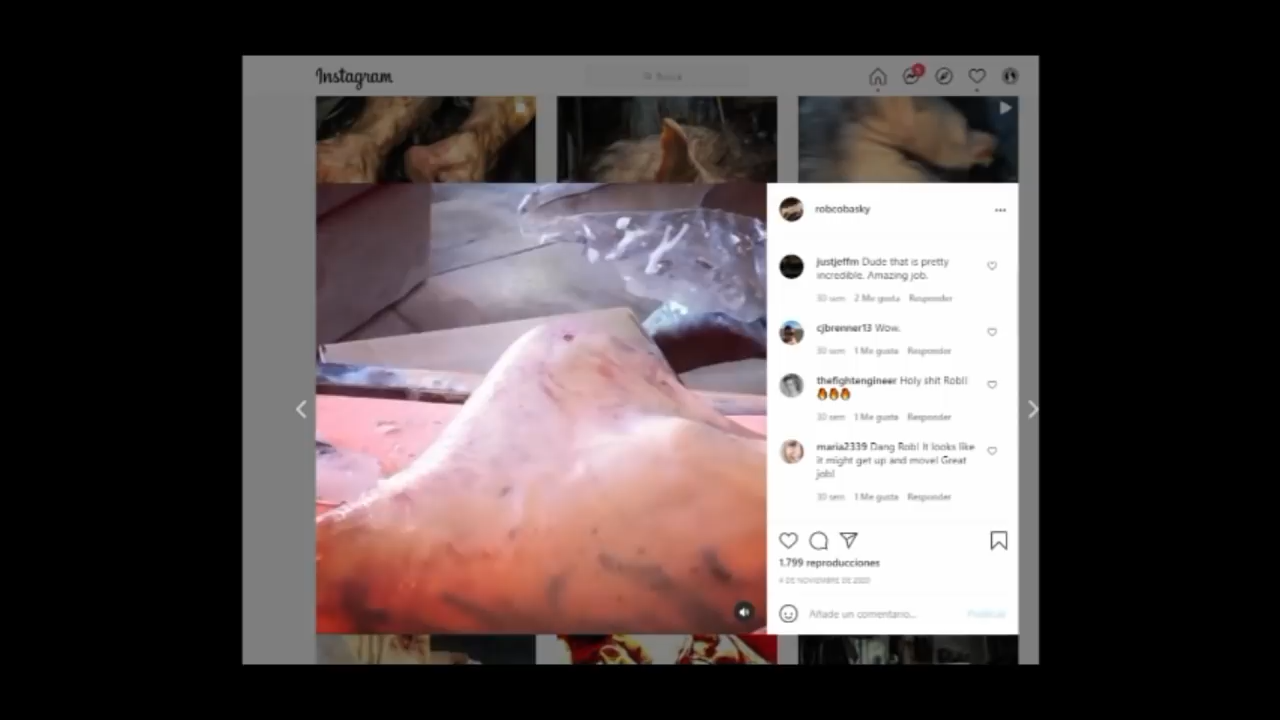 Instagram
Busca
5
robcobasky
justjeffm Dude that is pretty
incredible. Amazing job.
30 sem 2 Me gusta Responder
cjbrenner13 Wow.
30 sem 1 Me gusta Responder
thefightengineer Holy shit Rob!!
🔥🔥🔥
30 sem 1 Me gusta Responder
maria2339 Dang Rob! It looks like
it might get up and move! Great
job!
30 sem 1 Me gusta Responder
1.799 reproducciones
4 DE NOVIEMBRE DE 2020
Añade un comentario...
Publicar